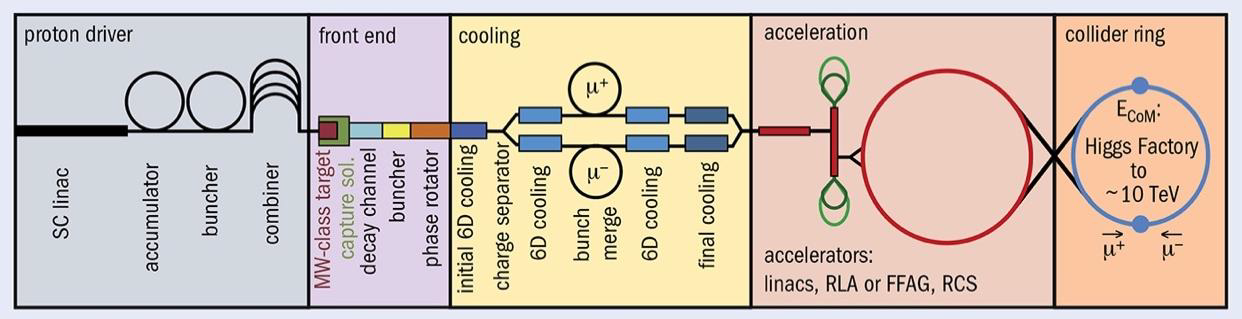 proton driver
SC linac
accumulator
buncher
combiner
front end
MW-class target
capture sol.
decay channel
buncher
phase rotator
cooling
initial 6D cooling
charge separator
6D cooling
μ+
μ−
bunch
merge
6D cooling
final cooling
acceleration
accelerators:
linacs, RLA or FFAG, RCS
collider ring
ECoM:
Higgs Factory
to
~10 TeV
μ+ μ−